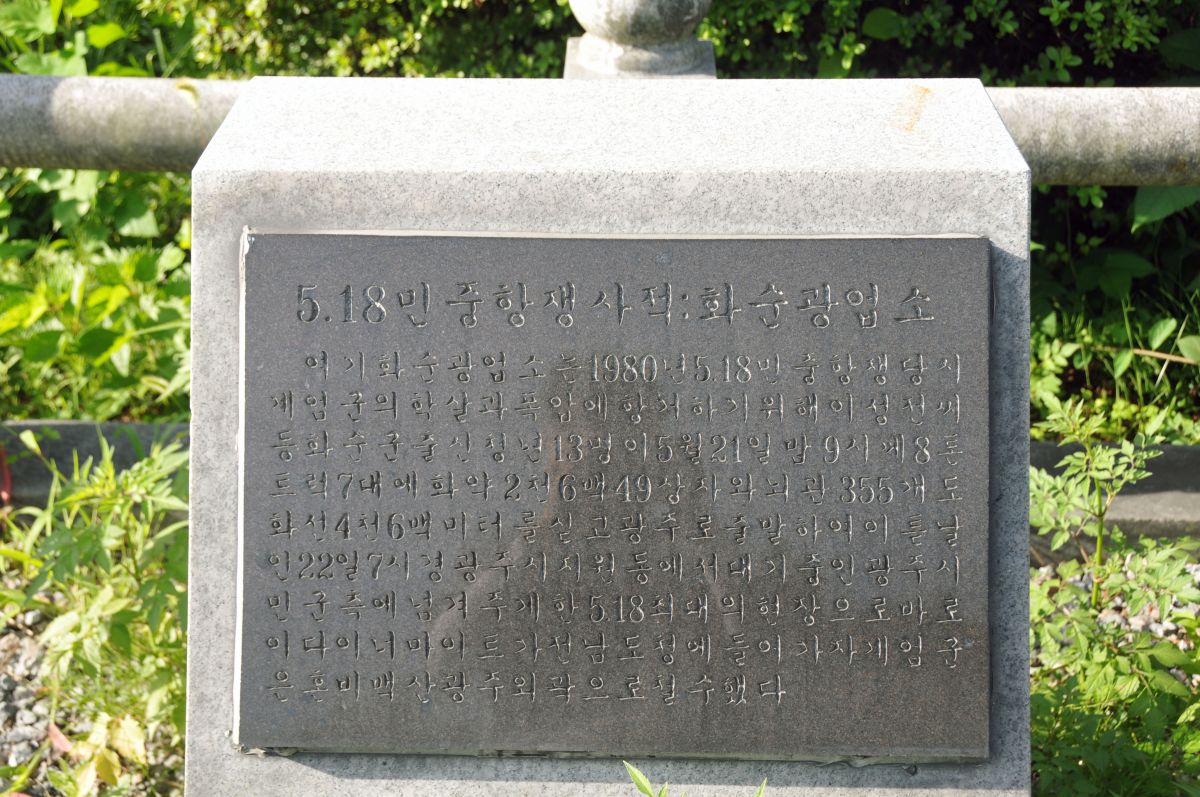 5.18민중항쟁사적:화순광업소
여기화순광업소는1980년5.18민중항쟁당시
계엄군의학살과폭압에항거하기위해이성전씨
등화순군출신청년13명이5월21일밤9시께8톤
트럭7대에화약2천6백49상자와뇌관355개도
화선4천6백미터를싣고광주로출발하여이튿날
인22일7시경광주시지원동에서대기중인광주시
민군측에넘겨주게한5.18최대의현장으로바로
이다이너마이트가전남도청에들어가자계엄군
은혼비백산광주외곽으로철수했다